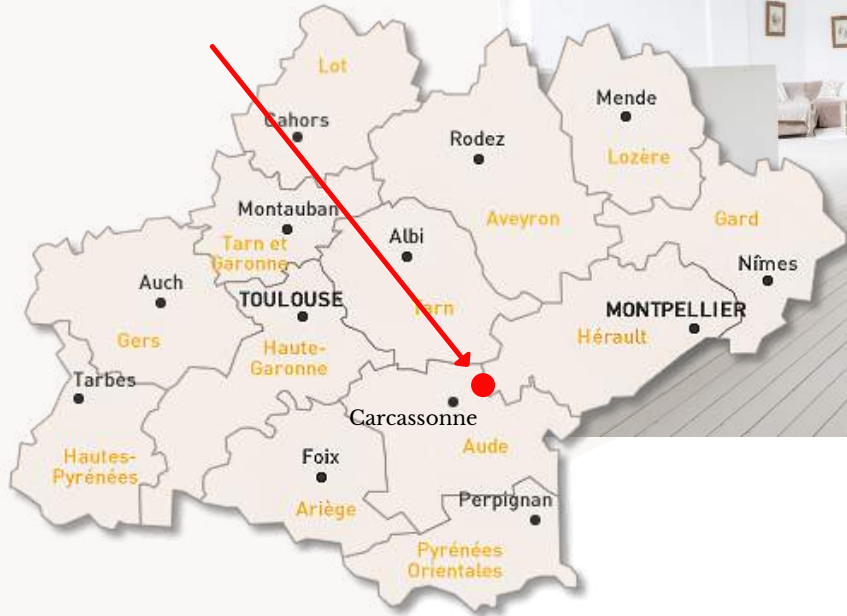 Lot
Mende
Cahors
Rodez
Lozère
Montauban
Albi
Aveyron
Gard
Tarn et
Garonne
Nîmes
Auch
TOULOUSE
MONTPELLIER
Tarn
Gers
Haute-
Garonne
Hérault
Tarbes
Carcassonne
Aude
Hautes-
Pyrénées
Foix
Perpignan
Ariège
Pyrénées
Orientales